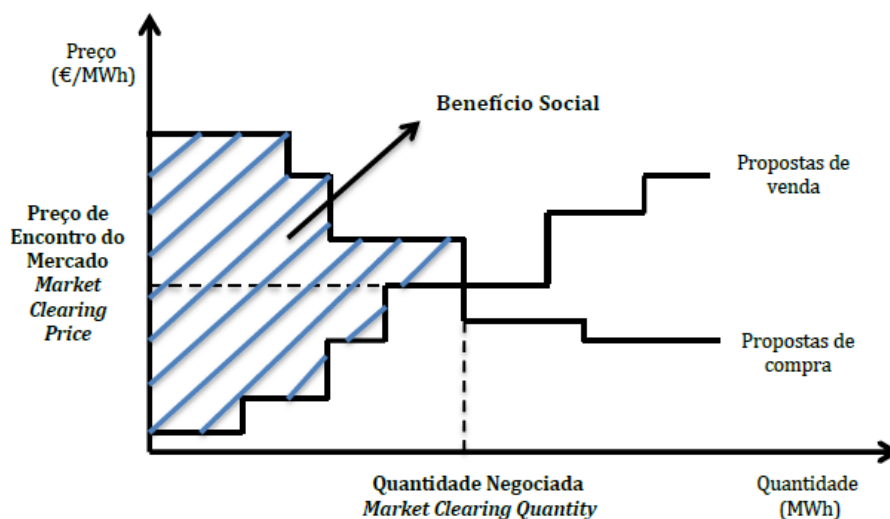 Preço
(€/MWh)
Benefício Social
Propostas de
venda
Preço de
Encontro do
Mercado
Market
Clearing
Price
Propostas de
compra
Quantidade Negociada
Market Clearing Quantity
Quantidade
(MWh)